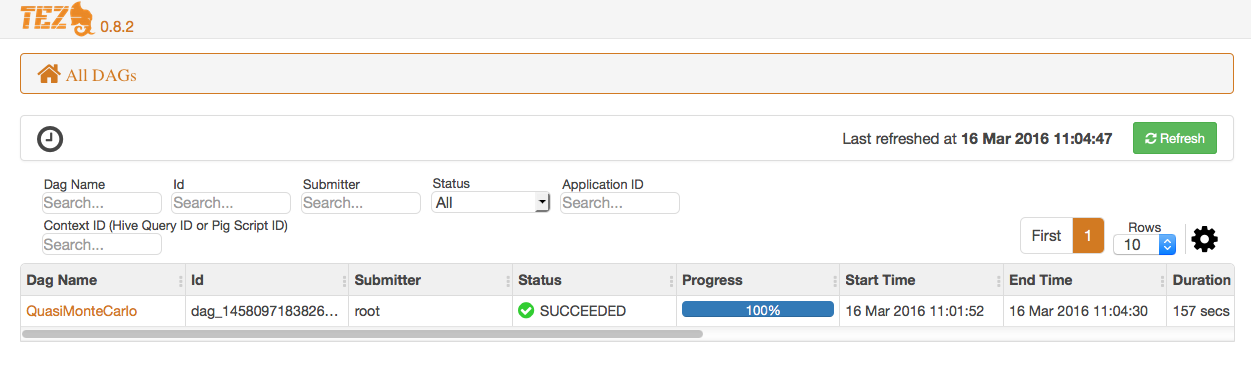 TEZ 0.8.2
All DAGs
Last refreshed at 16 Mar 2016 11:04:47 Refresh
Dag Name Id Submitter Status Application ID
Search... Search... Search... All Search...
Context ID (Hive Query ID or Pig Script ID)
Search...
First 1 Rows
10
Dag Name Id Submitter Status Progress Start Time End Time Duration
QuasiMonteCarlo dag_1458097183826... root SUCCEEDED 100% 16 Mar 2016 11:01:52 16 Mar 2016 11:04:30 157 secs